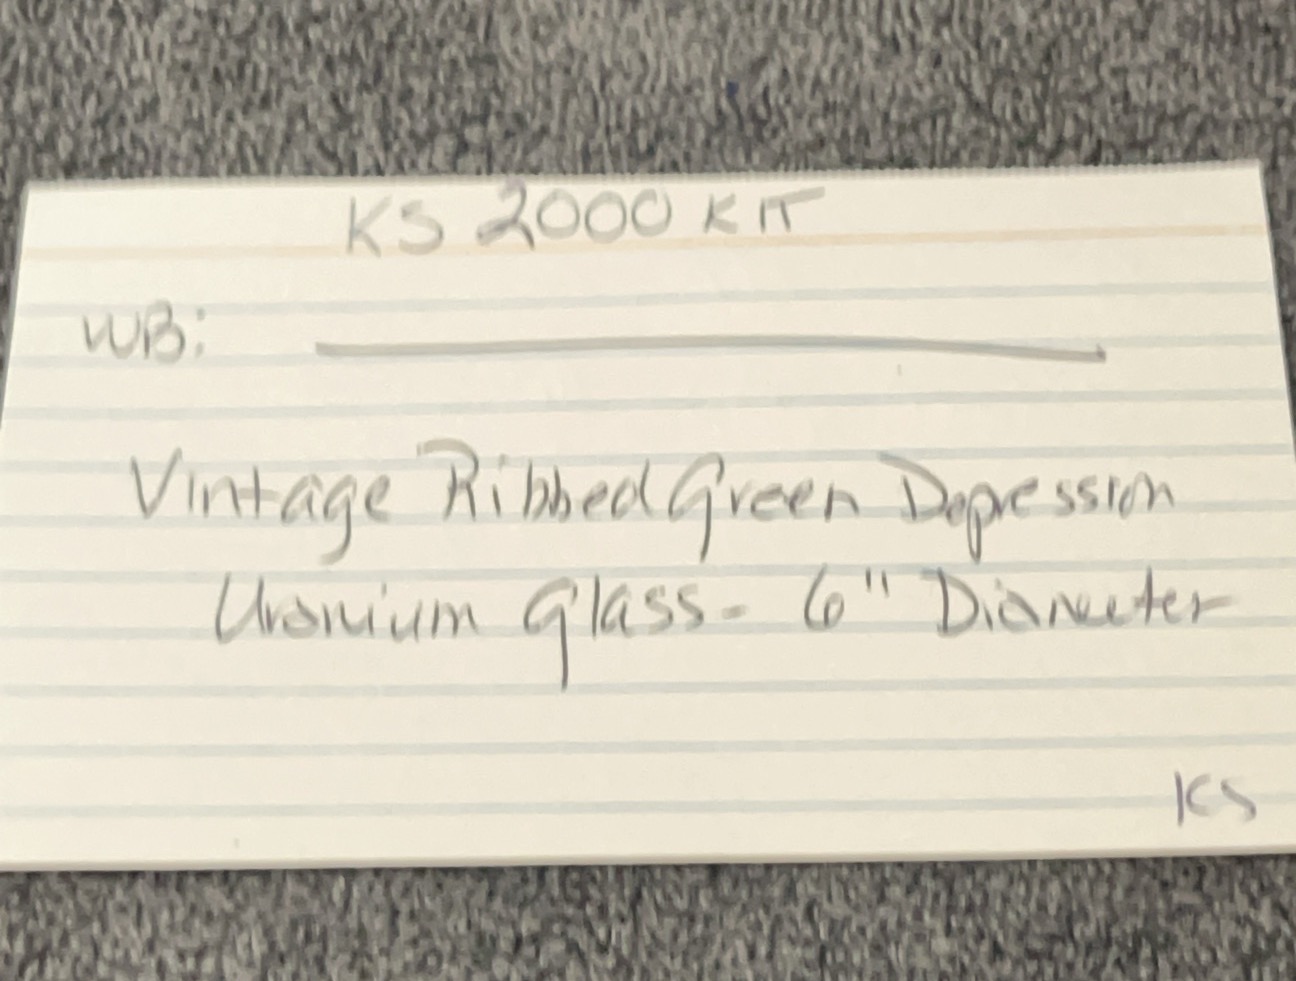 KS 2000 KIT
WB:
Vintage Ribbed Green Depression
Uranium Glass - 6" Diameter
KS